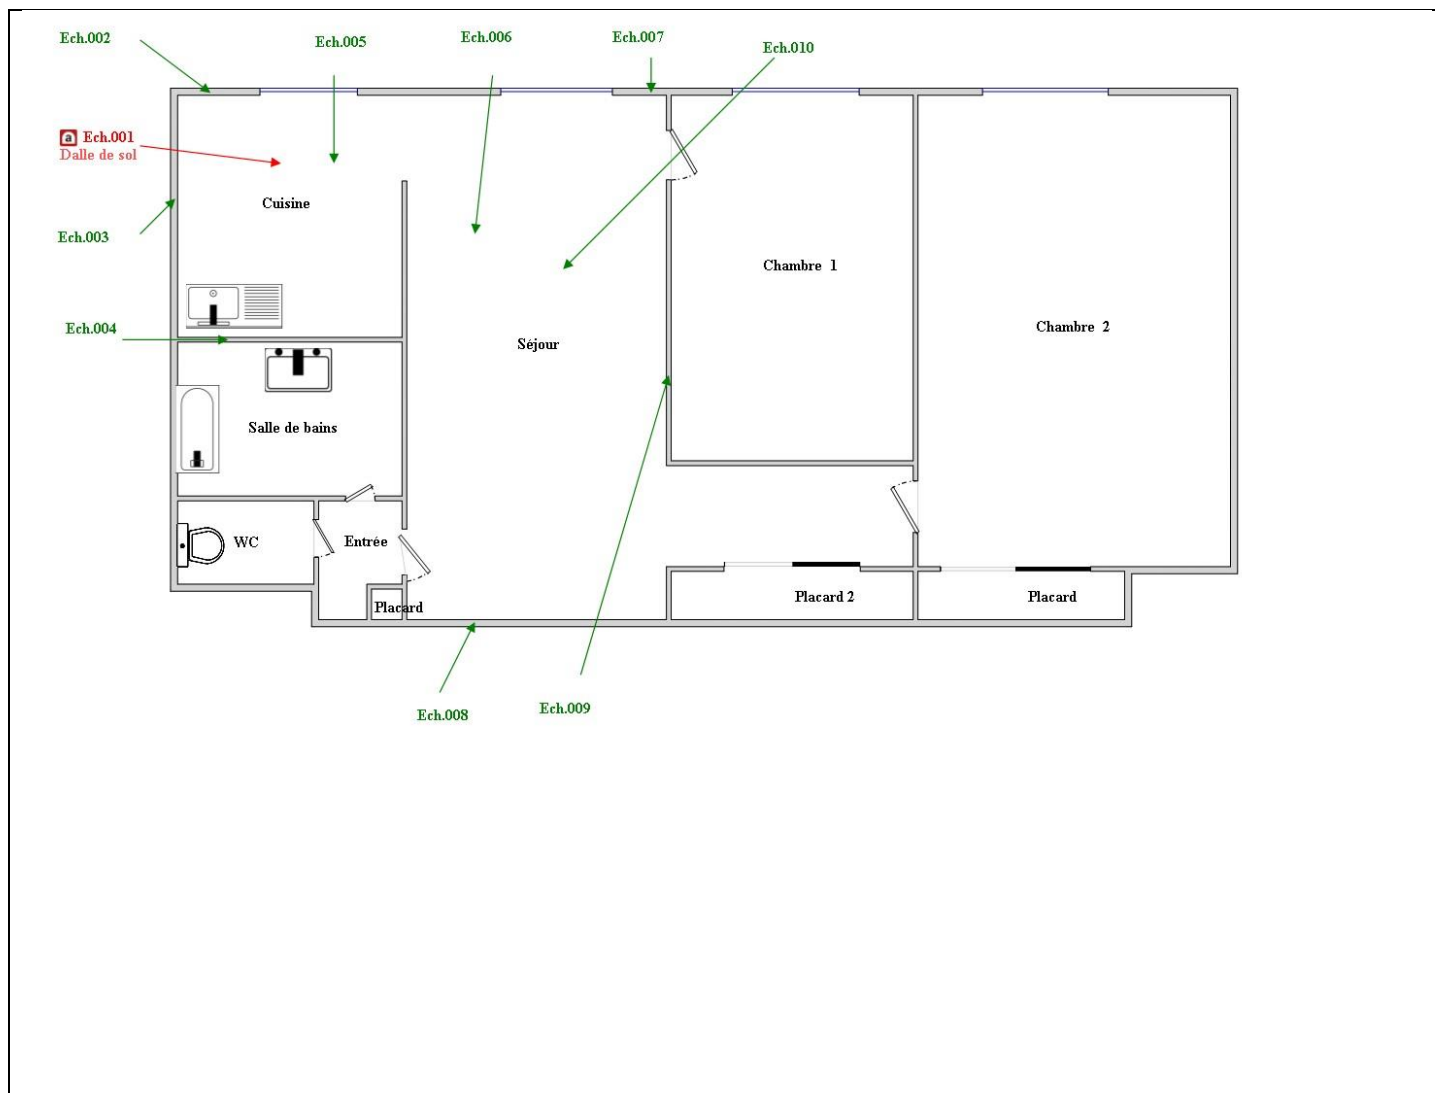 Ech.002
Ech.005
Ech.006
Ech.007
Ech.010
a Ech.001
Dalle de sol
Cuisine
Ech.003
Chambre 1
Ech.004
Chambre 2
Séjour
Salle de bains
WC
Entrée
Placard
Placard 2
Placard
Ech.008
Ech.009